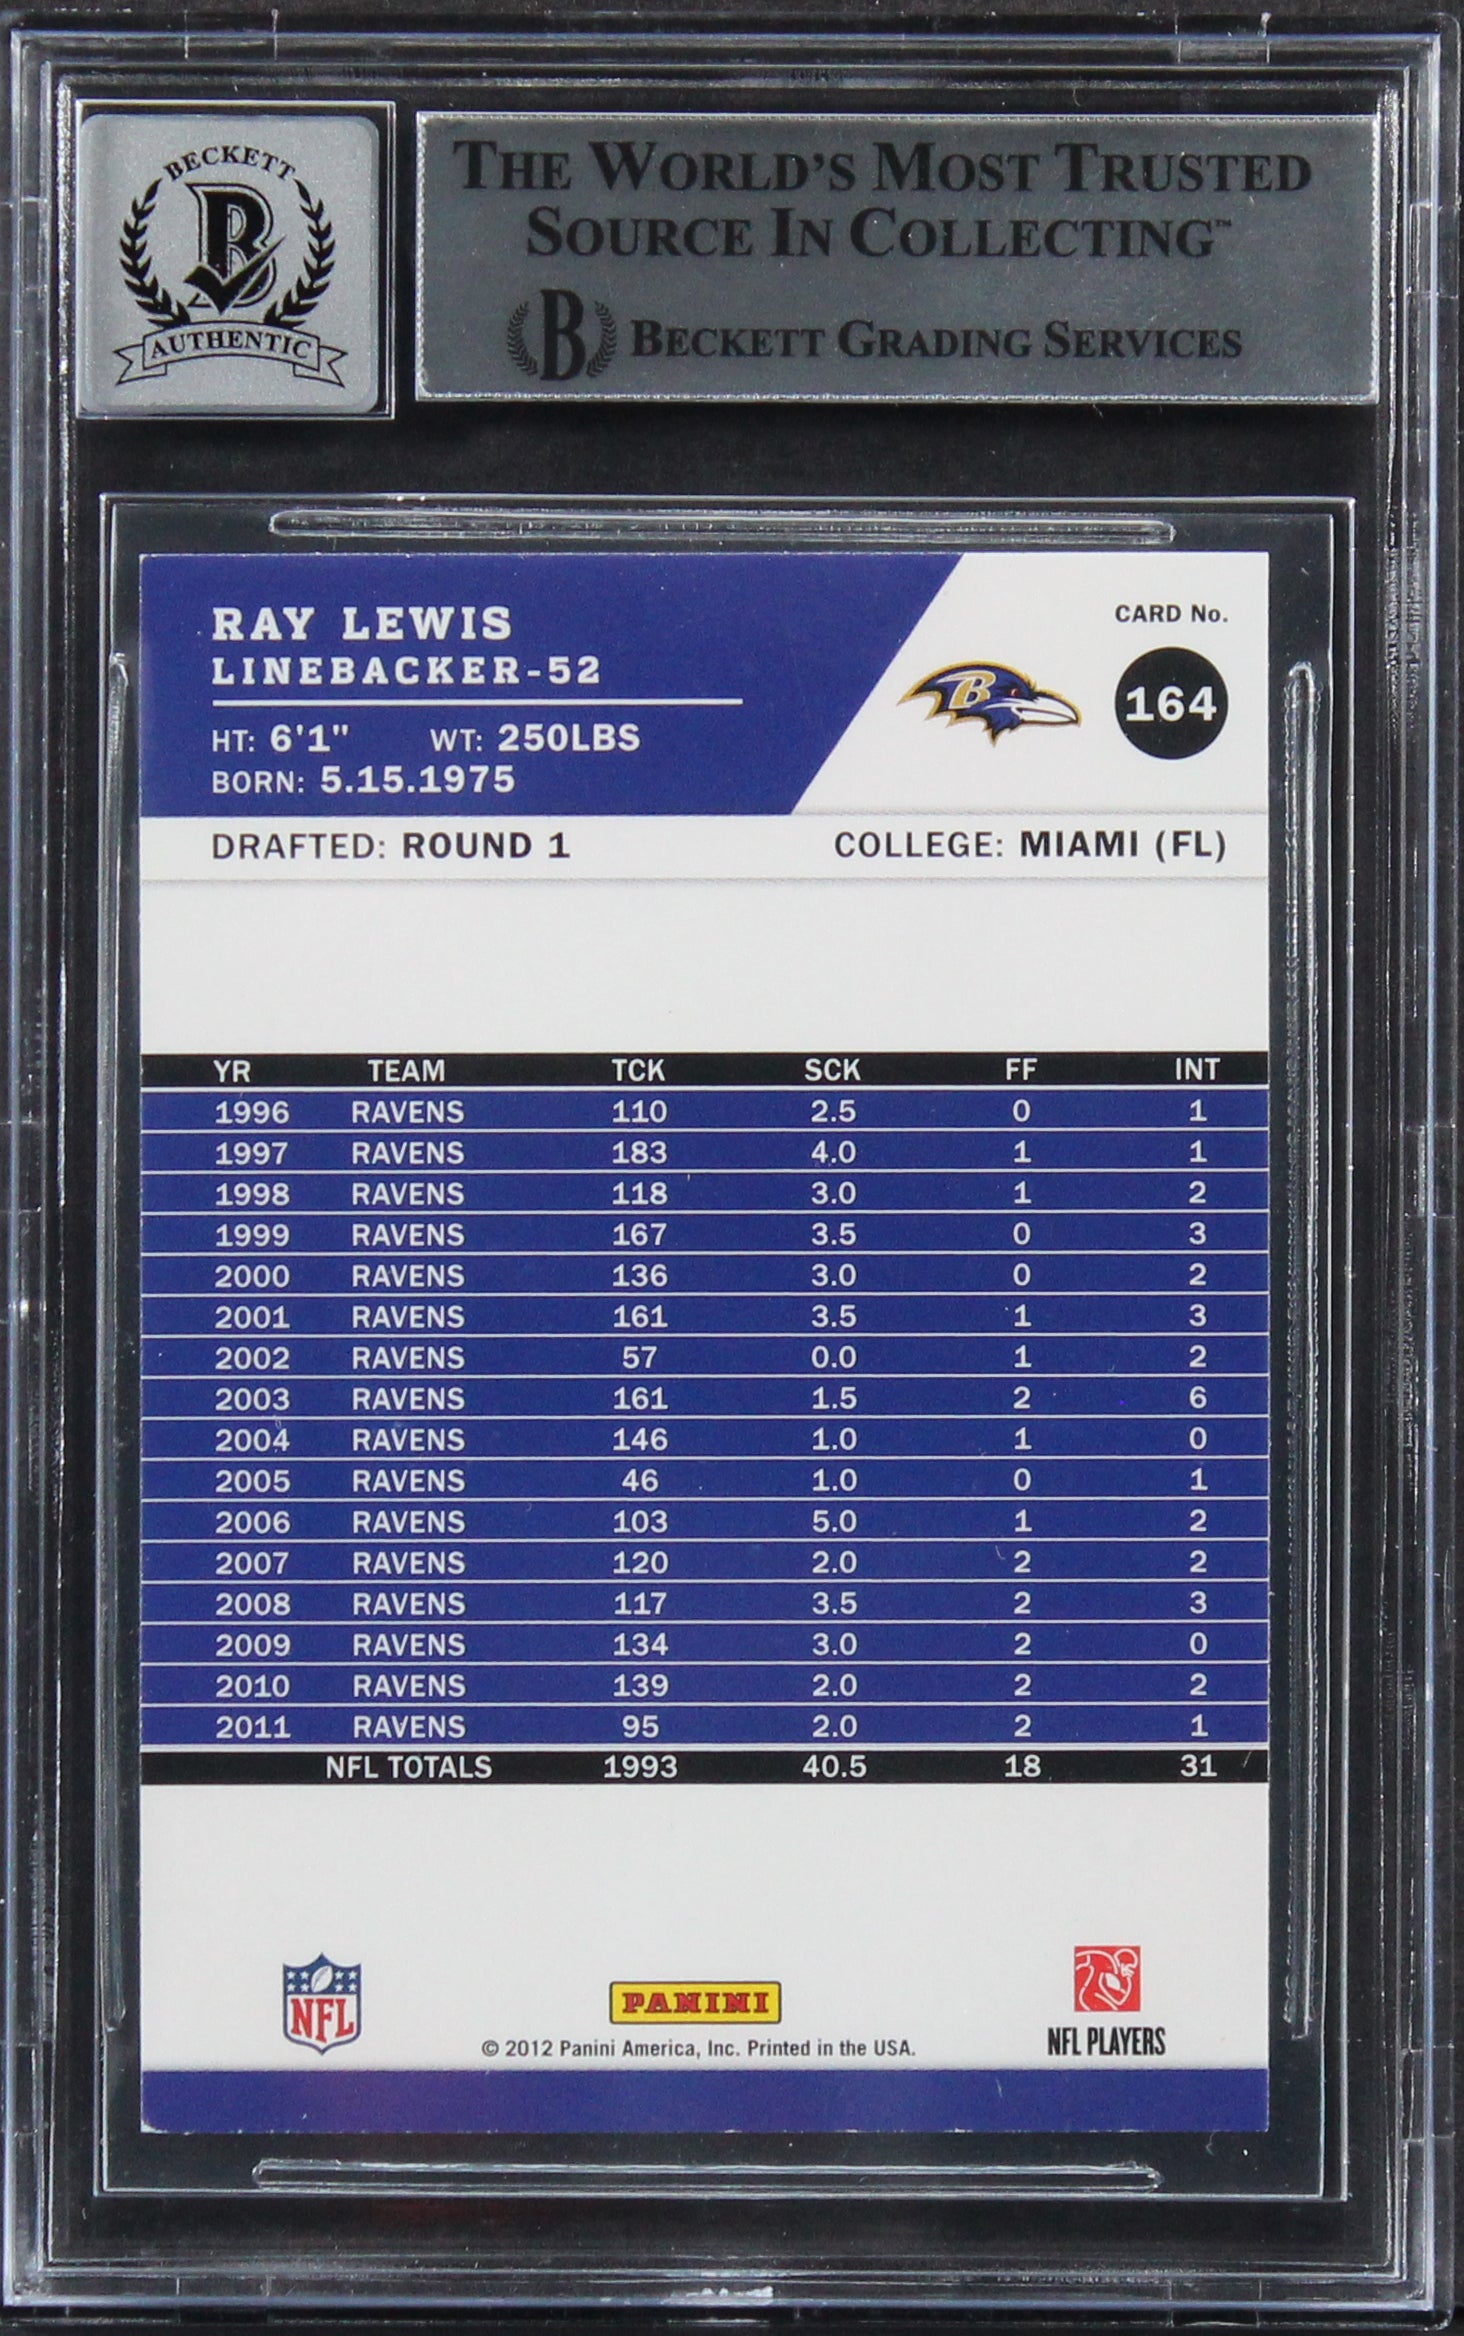 BECKETT
B
AUTHENTIC
THE WORLD'S MOST TRUSTED
SOURCE IN COLLECTING™
B BECKETT GRADING SERVICES
RAY LEWIS
LINEBACKER-52
HT: 6'1" WT: 250LBS
BORN: 5.15.1975
CARD No.
B
164
DRAFTED: ROUND 1 COLLEGE: MIAMI (FL)
YR TEAM TCK SCK FF INT
1996 RAVENS 110 2.5 0 1
1997 RAVENS 183 4.0 1 1
1998 RAVENS 118 3.0 1 2
1999 RAVENS 167 3.5 0 3
2000 RAVENS 136 3.0 0 2
2001 RAVENS 161 3.5 1 3
2002 RAVENS 57 0.0 1 2
2003 RAVENS 161 1.5 2 6
2004 RAVENS 146 1.0 1 0
2005 RAVENS 46 1.0 0 1
2006 RAVENS 103 5.0 1 2
2007 RAVENS 120 2.0 2 2
2008 RAVENS 117 3.5 2 3
2009 RAVENS 134 3.0 2 0
2010 RAVENS 139 2.0 2 2
2011 RAVENS 95 2.0 2 1
NFL TOTALS 1993 40.5 18 31
NFL
PANINI
© 2012 Panini America, Inc. Printed in the USA.
NFL PLAYERS